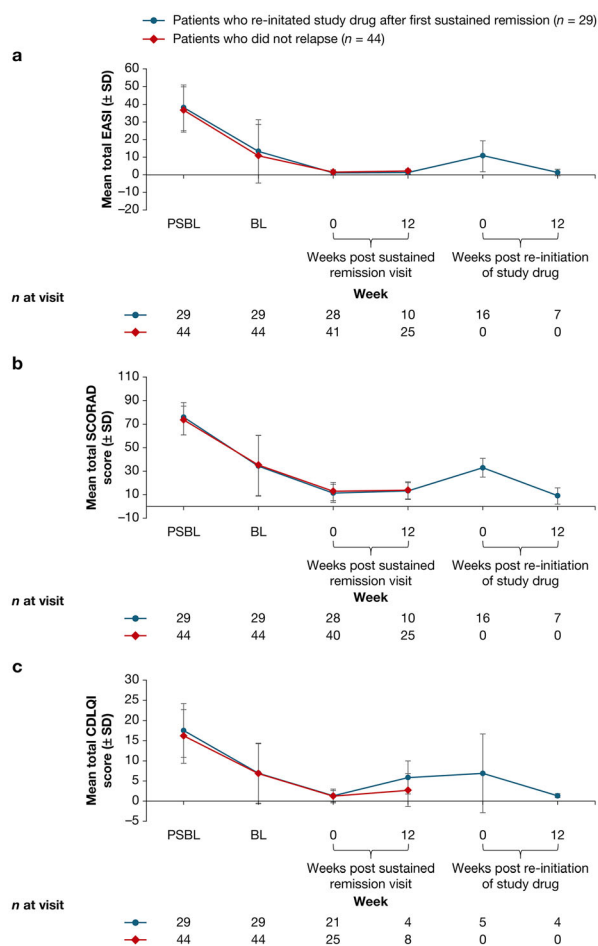 Patients who re-initated study drug after first sustained remission (n = 29)
Patients who did not relapse (n = 44)
a
Mean total EASI (± SD)
60
50
40
30
20
10
0
–10
–20
PSBL BL 0 12 0 12
Weeks post sustained remission visit
Weeks post re-initiation of study drug
n at visit
Week
29 29 28 10 16 7
44 44 41 25 0 0
b
Mean total SCORAD score (± SD)
110
90
70
50
30
10
–10
PSBL BL 0 12 0 12
Weeks post sustained remission visit
Weeks post re-initiation of study drug
n at visit
Week
29 29 28 10 16 7
44 44 40 25 0 0
c
Mean total CDLQI score (± SD)
30
25
20
15
10
5
0
–5
PSBL BL 0 12 0 12
Weeks post sustained remission visit
Weeks post re-initiation of study drug
n at visit
Week
29 29 21 4 5 4
44 44 25 8 0 0